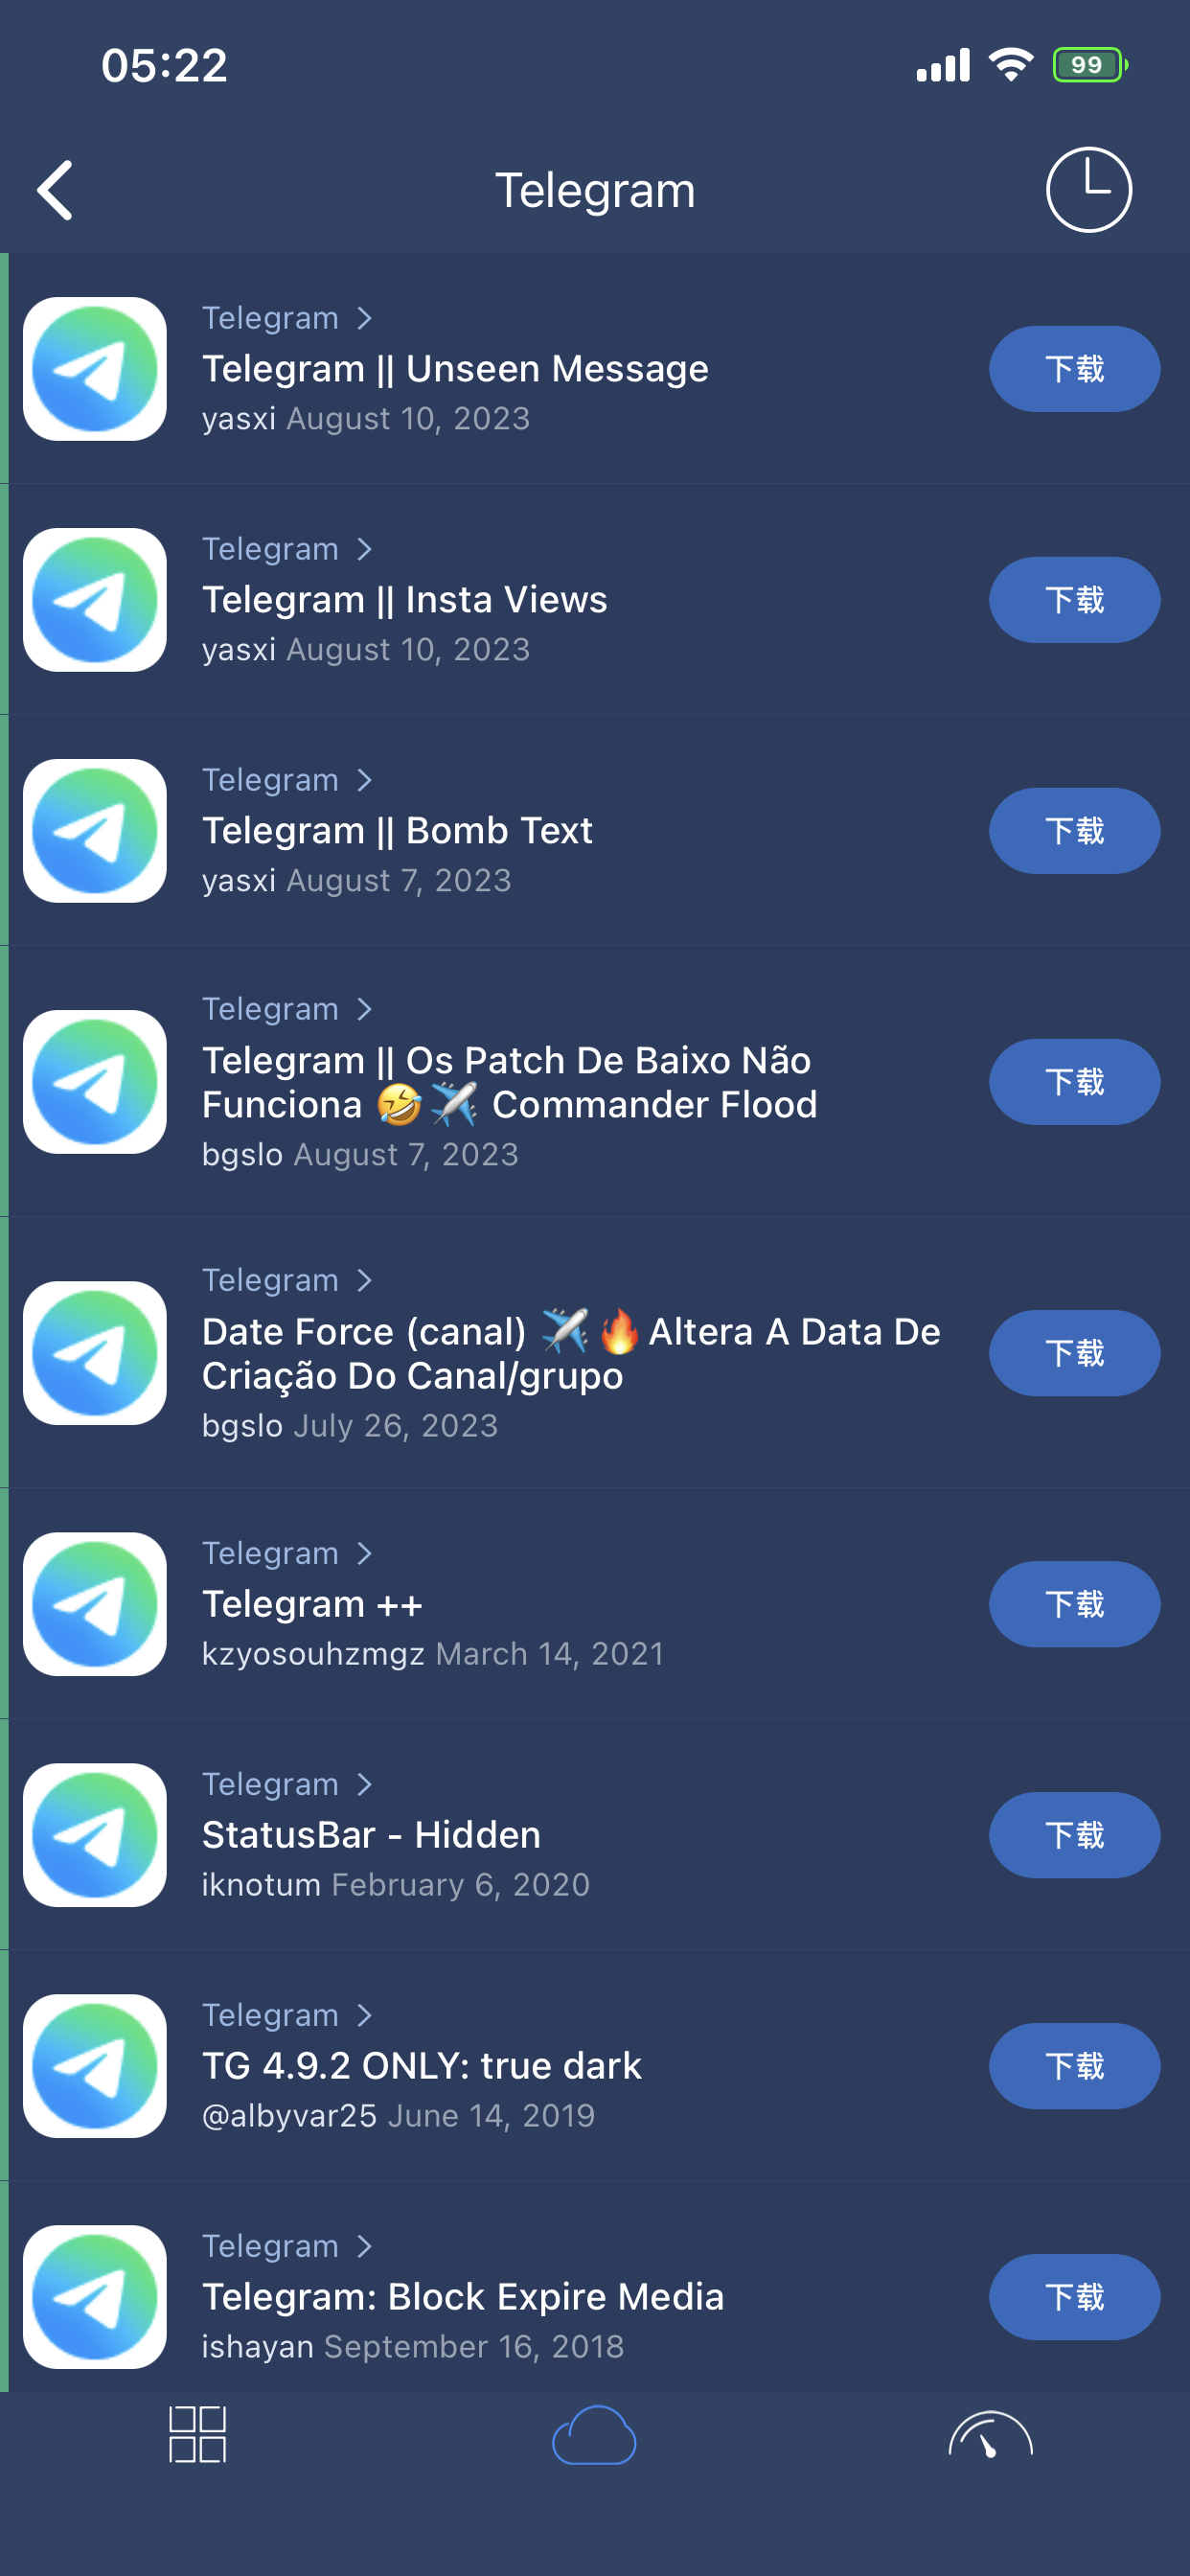 05:22
99
Telegram
Telegram >
Telegram || Unseen Message
yasxi August 10, 2023
下载
Telegram >
Telegram || Insta Views
yasxi August 10, 2023
下载
Telegram >
Telegram || Bomb Text
yasxi August 7, 2023
下载
Telegram >
Telegram || Os Patch De Baixo Não
Funciona 🤣✈️ Commander Flood
bgslo August 7, 2023
下载
Telegram >
Date Force (canal) ✈️🔥Altera A Data De
Criação Do Canal/grupo
bgslo July 26, 2023
下载
Telegram >
Telegram ++
kzyosouhzmgz March 14, 2021
下载
Telegram >
StatusBar - Hidden
iknotum February 6, 2020
下载
Telegram >
TG 4.9.2 ONLY: true dark
@albyvar25 June 14, 2019
下载
Telegram >
Telegram: Block Expire Media
ishayan September 16, 2018
下载